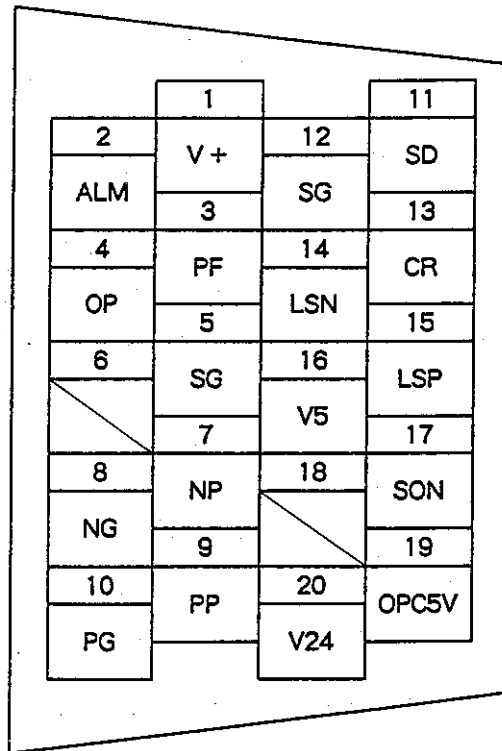 1 11
2 12
V + SD
ALM SG
3 13
4 14
PF CR
OP LSN
5 15
6 16
SG LSP
V5
7 17
8 18
NP SON
NG
9 19
10 20
PP OPC5V
PG V24